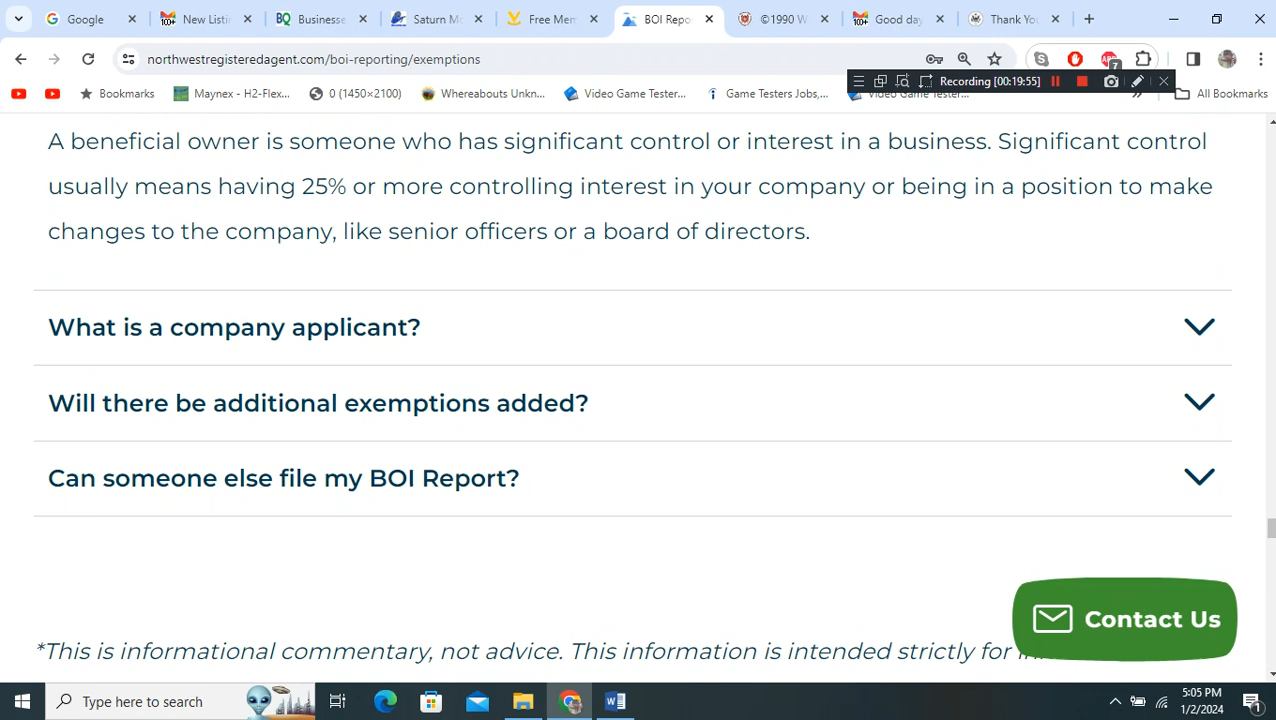 Google
New Listi
BQ Businesse
Saturn Mo
Free Mem
BOI Repo
©1990 W
Good day
Thank You
northwestregisteredagent.com/boi-reporting/exemptions
Recording [00:19:55]
Bookmarks
Maynex - H2-Flex...
0 (1450×2100)
Whereabouts Unkn...
Video Game Tester...
Game Testers Jobs,...
Video Game Tester...
All Bookmarks
A beneficial owner is someone who has significant control or interest in a business. Significant control
usually means having 25% or more controlling interest in your company or being in a position to make
changes to the company, like senior officers or a board of directors.
What is a company applicant?
Will there be additional exemptions added?
Can someone else file my BOI Report?
Contact Us
*This is informational commentary, not advice. This information is intended strictly for
Type here to search
5:05 PM
1/2/2024